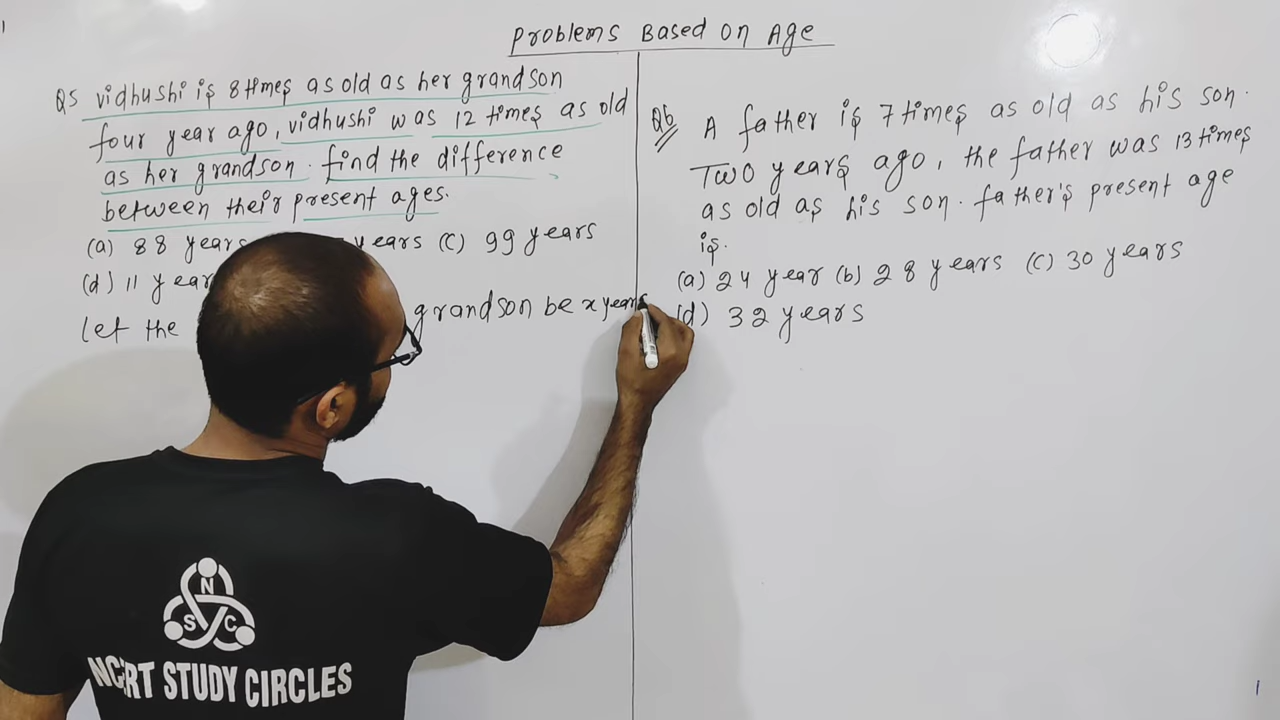 Problems Based On Age
Q5 vidhushi is 8 times as old as her grandson
four year ago, vidhushi was 12 times as old
as her grandson. find the difference
between their present ages.
(a) 88 years years (c) 99 years
(d) 11 year
let the grandson be x years
Q6 A father is 7 times as old as his son.
Two years ago, the father was 13 times
as old as his son. father's present age
is.
(a) 24 year (b) 28 years (c) 30 years
(d) 32 years
N
S C
NCERT STUDY CIRCLES